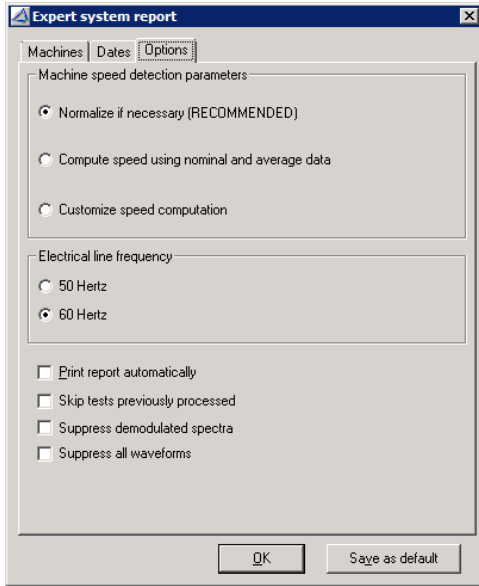 Expert system report
Machines Dates Options
Machine speed detection parameters
Normalize if necessary (RECOMMENDED)
Compute speed using nominal and average data
Customize speed computation
Electrical line frequency
50 Hertz
60 Hertz
Print report automatically
Skip tests previously processed
Suppress demodulated spectra
Suppress all waveforms
OK Save as default